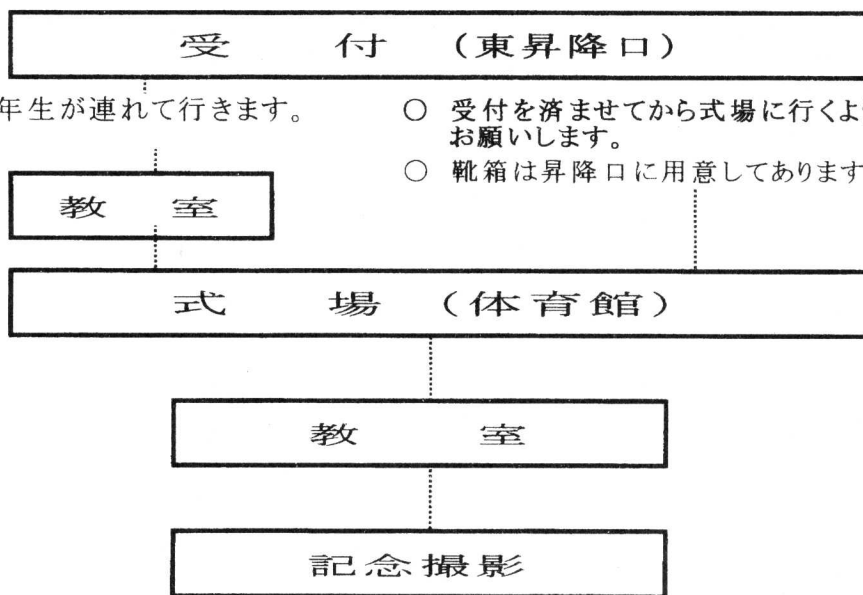 受付（東昇降口）
年生が連れて行きます。
○ 受付を済ませてから式場に行くよ
お願いします。
○ 靴箱は昇降口に用意してあります
教室
式場（体育館）
教室
記念撮影